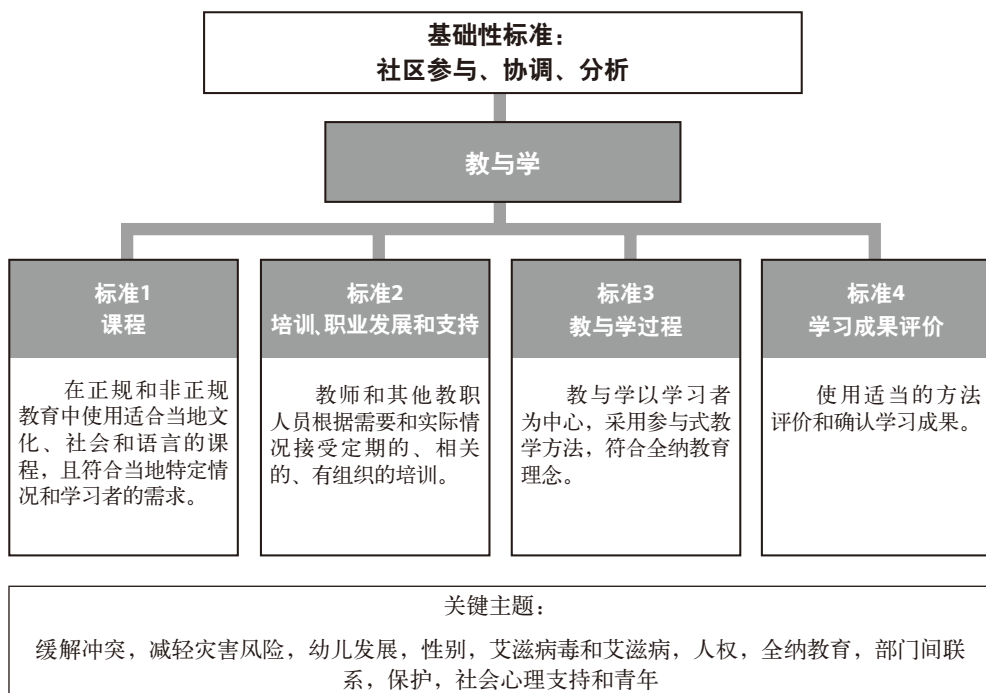 基础性标准：
社区参与、协调、分析
教与学
标准1
课程
在正规和非正规
教育中使用适合当地文
化、社会和语言的课
程，且符合当地特定情
况和学习者的需求。
标准2
培训、职业发展和支持
教师和其他教职
人员根据需要和实际情
况接受定期的、相关
的、有组织的培训。
标准3
教与学过程
教与学以学习者
为中心，采用参与式教
学方法，符合全纳教育
理念。
标准4
学习成果评价
使用适当的方法
评价和确认学习成果。
关键主题：
缓解冲突，减轻灾害风险，幼儿发展，性别，艾滋病毒和艾滋病，人权，全纳教育，部门间联
系，保护，社会心理支持和青年